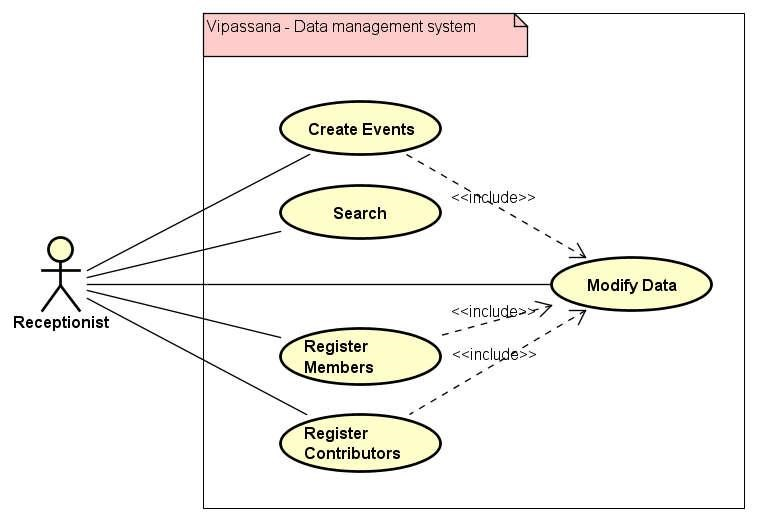 Vipassana - Data management system
Create Events
<<include>>
Search
Modify Data
Receptionist
<<include>>
Register
Members
<<include>>
Register
Contributors